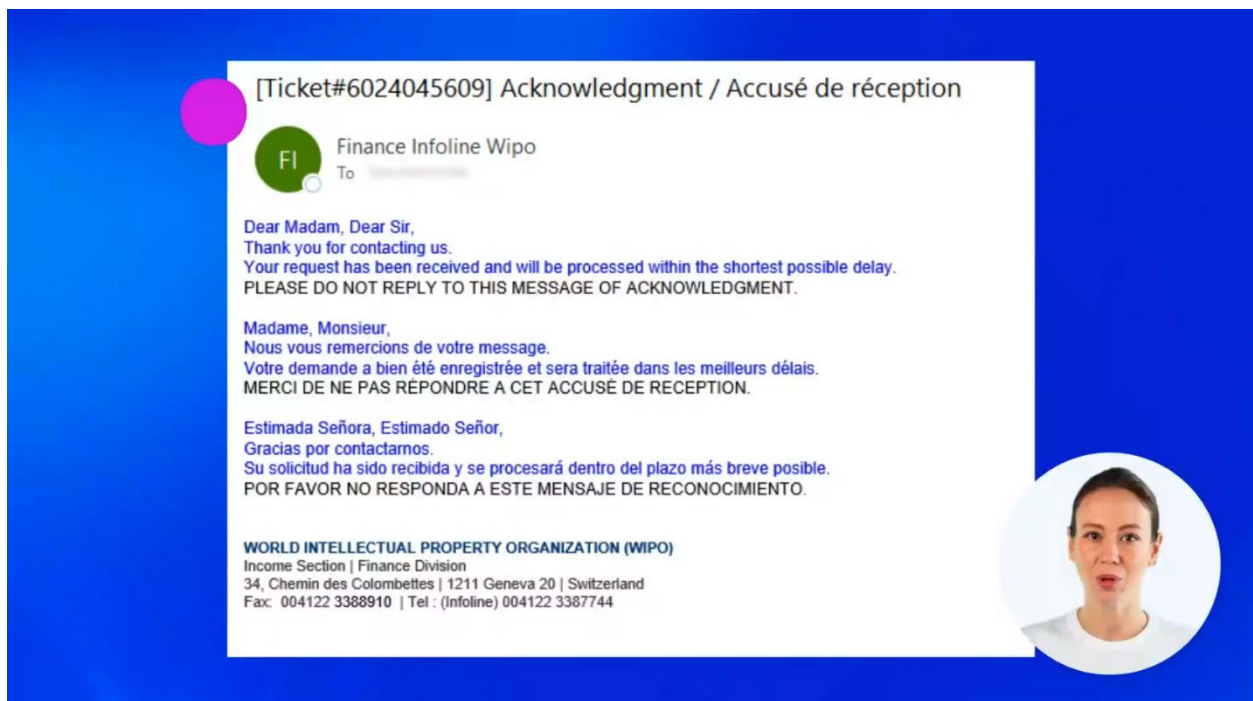 [Ticket#6024045609] Acknowledgment / Accusé de réception
FI
Finance Infoline Wipo
To
Dear Madam, Dear Sir,
Thank you for contacting us.
Your request has been received and will be processed within the shortest possible delay.
PLEASE DO NOT REPLY TO THIS MESSAGE OF ACKNOWLEDGMENT.
Madame, Monsieur,
Nous vous remercions de votre message.
Votre demande a bien été enregistrée et sera traitée dans les meilleurs délais.
MERCI DE NE PAS RÉPONDRE A CET ACCUSÉ DE RECEPTION.
Estimada Señora, Estimado Señor,
Gracias por contactarnos.
Su solicitud ha sido recibida y se procesará dentro del plazo más breve posible.
POR FAVOR NO RESPONDA A ESTE MENSAJE DE RECONOCIMIENTO.
WORLD INTELLECTUAL PROPERTY ORGANIZATION (WIPO)
Income Section | Finance Division
34, Chemin des Colombettes | 1211 Geneva 20 | Switzerland
Fax: 004122 3388910 | Tel : (Infoline) 004122 3387744